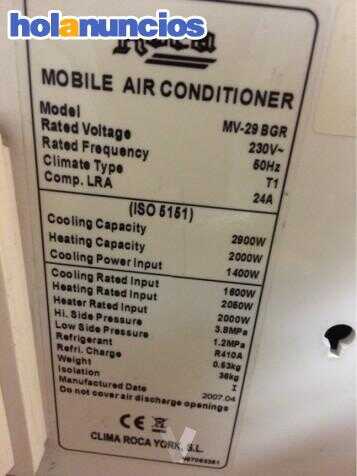 holanuncios
MOBILE AIR CONDITIONER
Model MV-29 BGR
Rated Voltage 230V~
Rated Frequency 50Hz
Climate Type T1
Comp. LRA 24A
(ISO 5151)
Cooling Capacity 2900W
Heating Capacity 2000W
Cooling Power Input 1400W
Cooling Rated Input 1600W
Heating Rated Input 2050W
Heater Rated Input 2000W
Hi. Side Pressure 3.8MPa
Low Side Pressure 1.2MPa
Refrigerant R410A
Refri. Charge 0.53kg
Weight 36kg
Isolation I
Manufactured Date 2007.04
Do not cover air discharge openings
CE
CLIMA ROCA YORK, S.L.